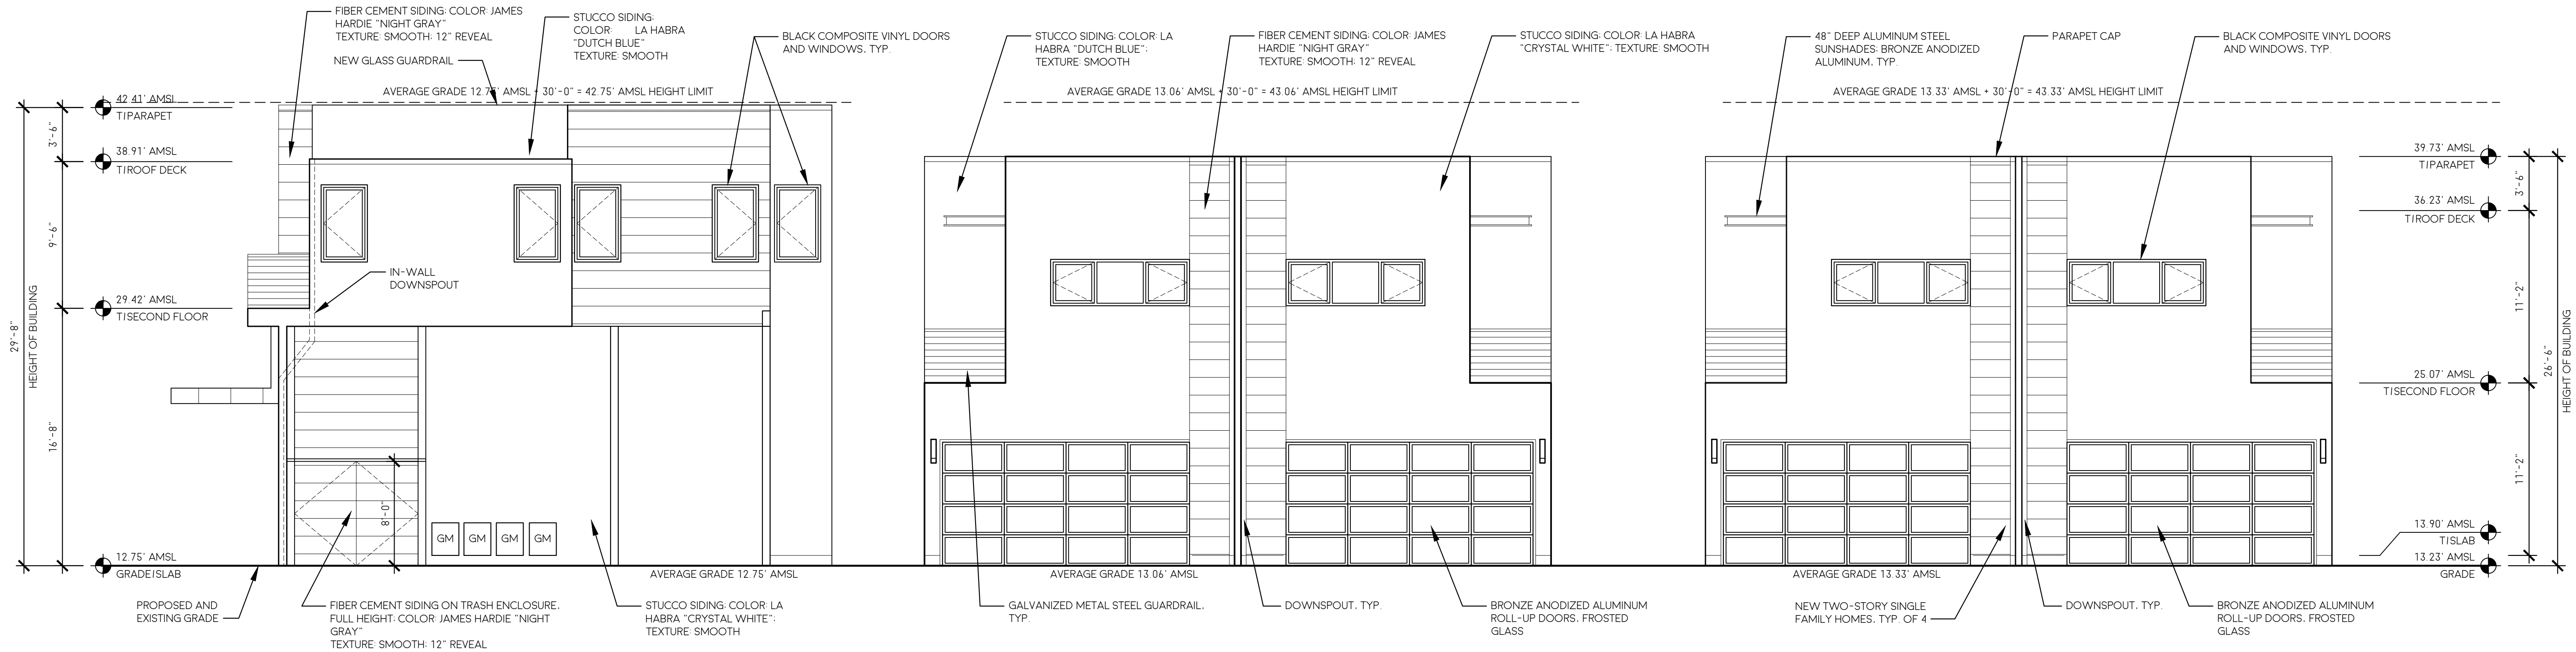 FIBER CEMENT SIDING; COLOR: JAMES
HARDIE "NIGHT GRAY"
TEXTURE: SMOOTH; 12" REVEAL
NEW GLASS GUARDRAIL
STUCCO SIDING;
COLOR: LA HABRA
"DUTCH BLUE"
TEXTURE: SMOOTH
BLACK COMPOSITE VINYL DOORS
AND WINDOWS, TYP.
STUCCO SIDING; COLOR: LA
HABRA "DUTCH BLUE";
TEXTURE: SMOOTH
FIBER CEMENT SIDING; COLOR: JAMES
HARDIE "NIGHT GRAY"
TEXTURE: SMOOTH; 12" REVEAL
STUCCO SIDING; COLOR: LA HABRA
"CRYSTAL WHITE"; TEXTURE: SMOOTH
48" DEEP ALUMINUM STEEL
SUNSHADES; BRONZE ANODIZED
ALUMINUM, TYP.
PARAPET CAP
BLACK COMPOSITE VINYL DOORS
AND WINDOWS, TYP.
AVERAGE GRADE 12.75' AMSL + 30'-0" = 42.75' AMSL HEIGHT LIMIT
AVERAGE GRADE 13.06' AMSL + 30'-0" = 43.06' AMSL HEIGHT LIMIT
AVERAGE GRADE 13.33' AMSL + 30'-0" = 43.33' AMSL HEIGHT LIMIT
42.41' AMSL
T|PARAPET
3'-6"
38.91' AMSL
T|ROOF DECK
9'-6"
29.42' AMSL
T|SECOND FLOOR
16'-8"
29'-8"
HEIGHT OF BUILDING
12.75' AMSL
GRADE|SLAB
IN-WALL
DOWNSPOUT
8'-0"
GM
GM
GM
GM
39.73' AMSL
T|PARAPET
3'-6"
36.23' AMSL
T|ROOF DECK
11'-2"
25.07' AMSL
T|SECOND FLOOR
11'-2"
26'-6"
HEIGHT OF BUILDING
13.90' AMSL
T|SLAB
13.23' AMSL
GRADE
AVERAGE GRADE 12.75' AMSL
AVERAGE GRADE 13.06' AMSL
AVERAGE GRADE 13.33' AMSL
PROPOSED AND
EXISTING GRADE
FIBER CEMENT SIDING ON TRASH ENCLOSURE,
FULL HEIGHT; COLOR: JAMES HARDIE "NIGHT
GRAY"
TEXTURE: SMOOTH; 12" REVEAL
STUCCO SIDING; COLOR: LA
HABRA "CRYSTAL WHITE";
TEXTURE: SMOOTH
GALVANIZED METAL STEEL GUARDRAIL,
TYP.
DOWNSPOUT, TYP.
BRONZE ANODIZED ALUMINUM
ROLL-UP DOORS, FROSTED
GLASS
NEW TWO-STORY SINGLE
FAMILY HOMES, TYP. OF 4
DOWNSPOUT, TYP.
BRONZE ANODIZED ALUMINUM
ROLL-UP DOORS, FROSTED
GLASS